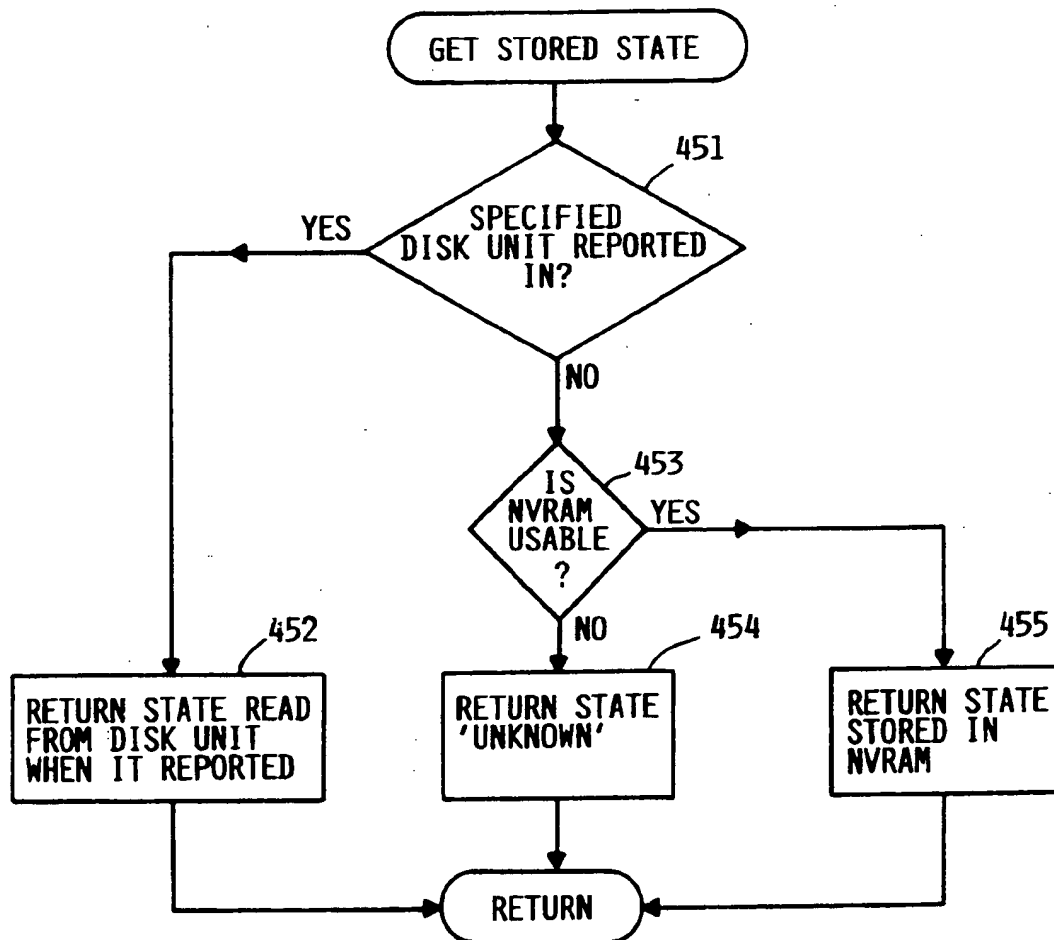 GET STORED STATE
451
SPECIFIED
DISK UNIT REPORTED
IN?
YES
NO
453
IS
NVRAM
USABLE
?
YES
NO
452
RETURN STATE READ
FROM DISK UNIT
WHEN IT REPORTED
454
RETURN STATE
'UNKNOWN'
455
RETURN STATE
STORED IN
NVRAM
RETURN